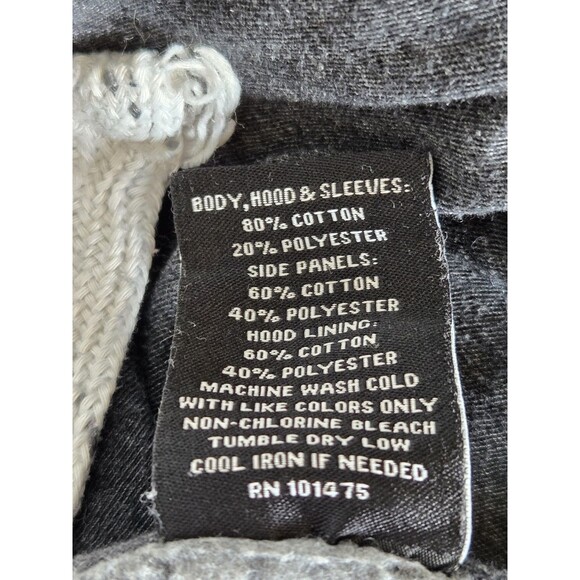 BODY, HOOD & SLEEVES:
80% COTTON
20% POLYESTER
SIDE PANELS:
60% COTTON
40% POLYESTER
HOOD LINING:
60% COTTON,
40% POLYESTER
MACHINE WASH COLD
WITH LIKE COLORS ONLY
NON-CHLORINE BLEACH
TUMBLE DRY LOW
COOL IRON IF NEEDED
RN 101475